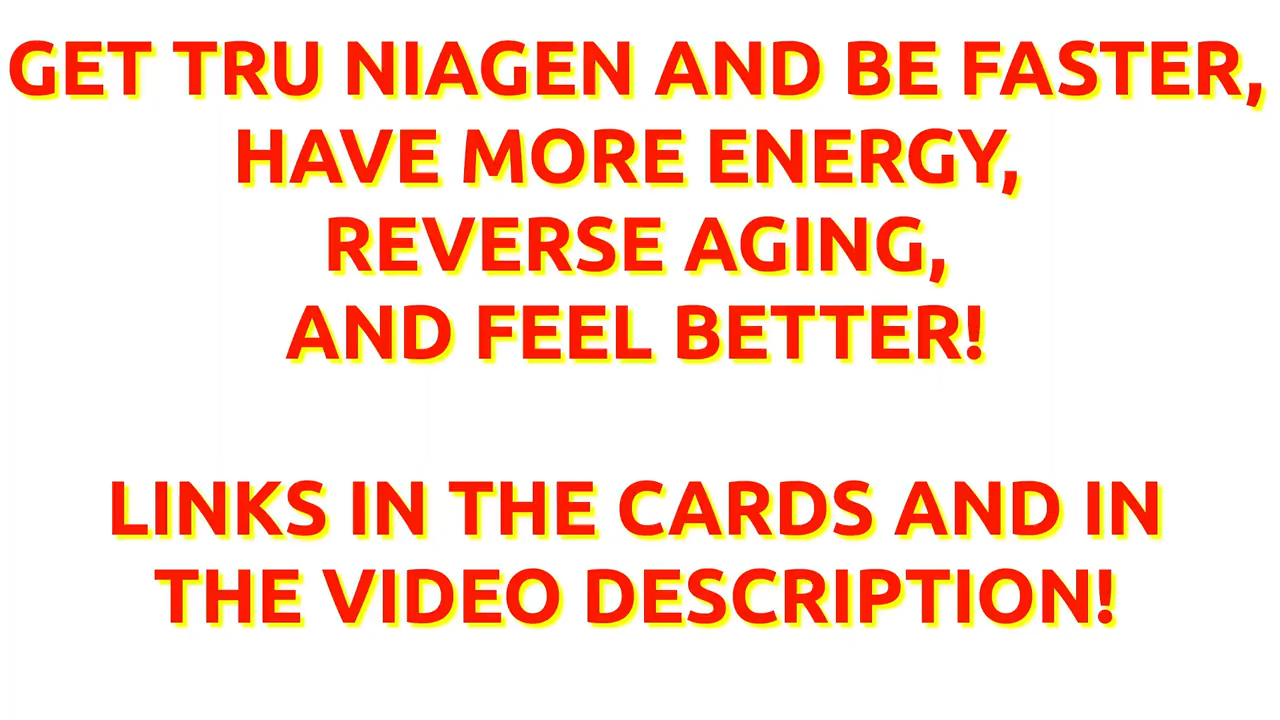 GET TRU NIAGEN AND BE FASTER,
HAVE MORE ENERGY,
REVERSE AGING,
AND FEEL BETTER!
LINKS IN THE CARDS AND IN
THE VIDEO DESCRIPTION!